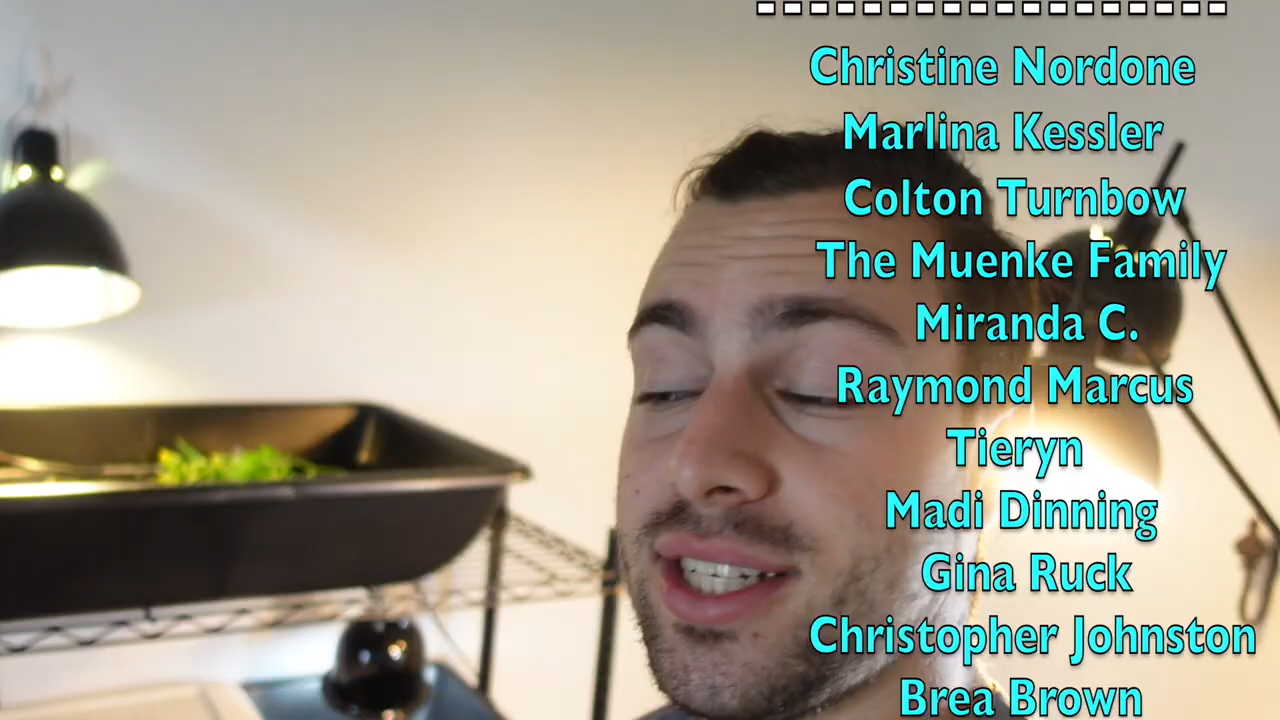 Christine Nordone
Marlina Kessler
Colton Turnbow
The Muenke Family
Miranda C.
Raymond Marcus
Tieryn
Madi Dinning
Gina Ruck
Christopher Johnston
Brea Brown